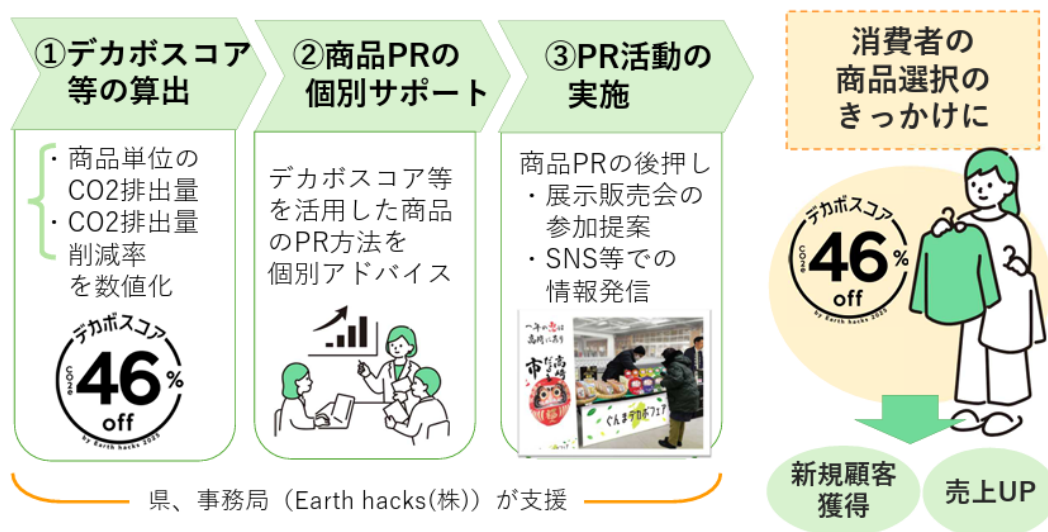 ①デカボスコア
等の算出
・商品単位の
CO2排出量
・CO2排出量
削減率
を数値化
デカボスコア
CO2e
46%
off
by Earth hacks 2023
②商品PRの
個別サポート
デカボスコア等
を活用した商品
のPR方法を
個別アドバイス
③PR活動の
実施
商品PRの後押し
・展示販売会の
参加提案
・SNS等での
情報発信
高崎
だるま
市
ぐんまデカボフェア
県、事務局（Earth hacks(株)）が支援
消費者の
商品選択の
きっかけに
デカボスコア
CO2e
46%
off
by Earth hacks 2023
新規顧客
獲得
売上UP